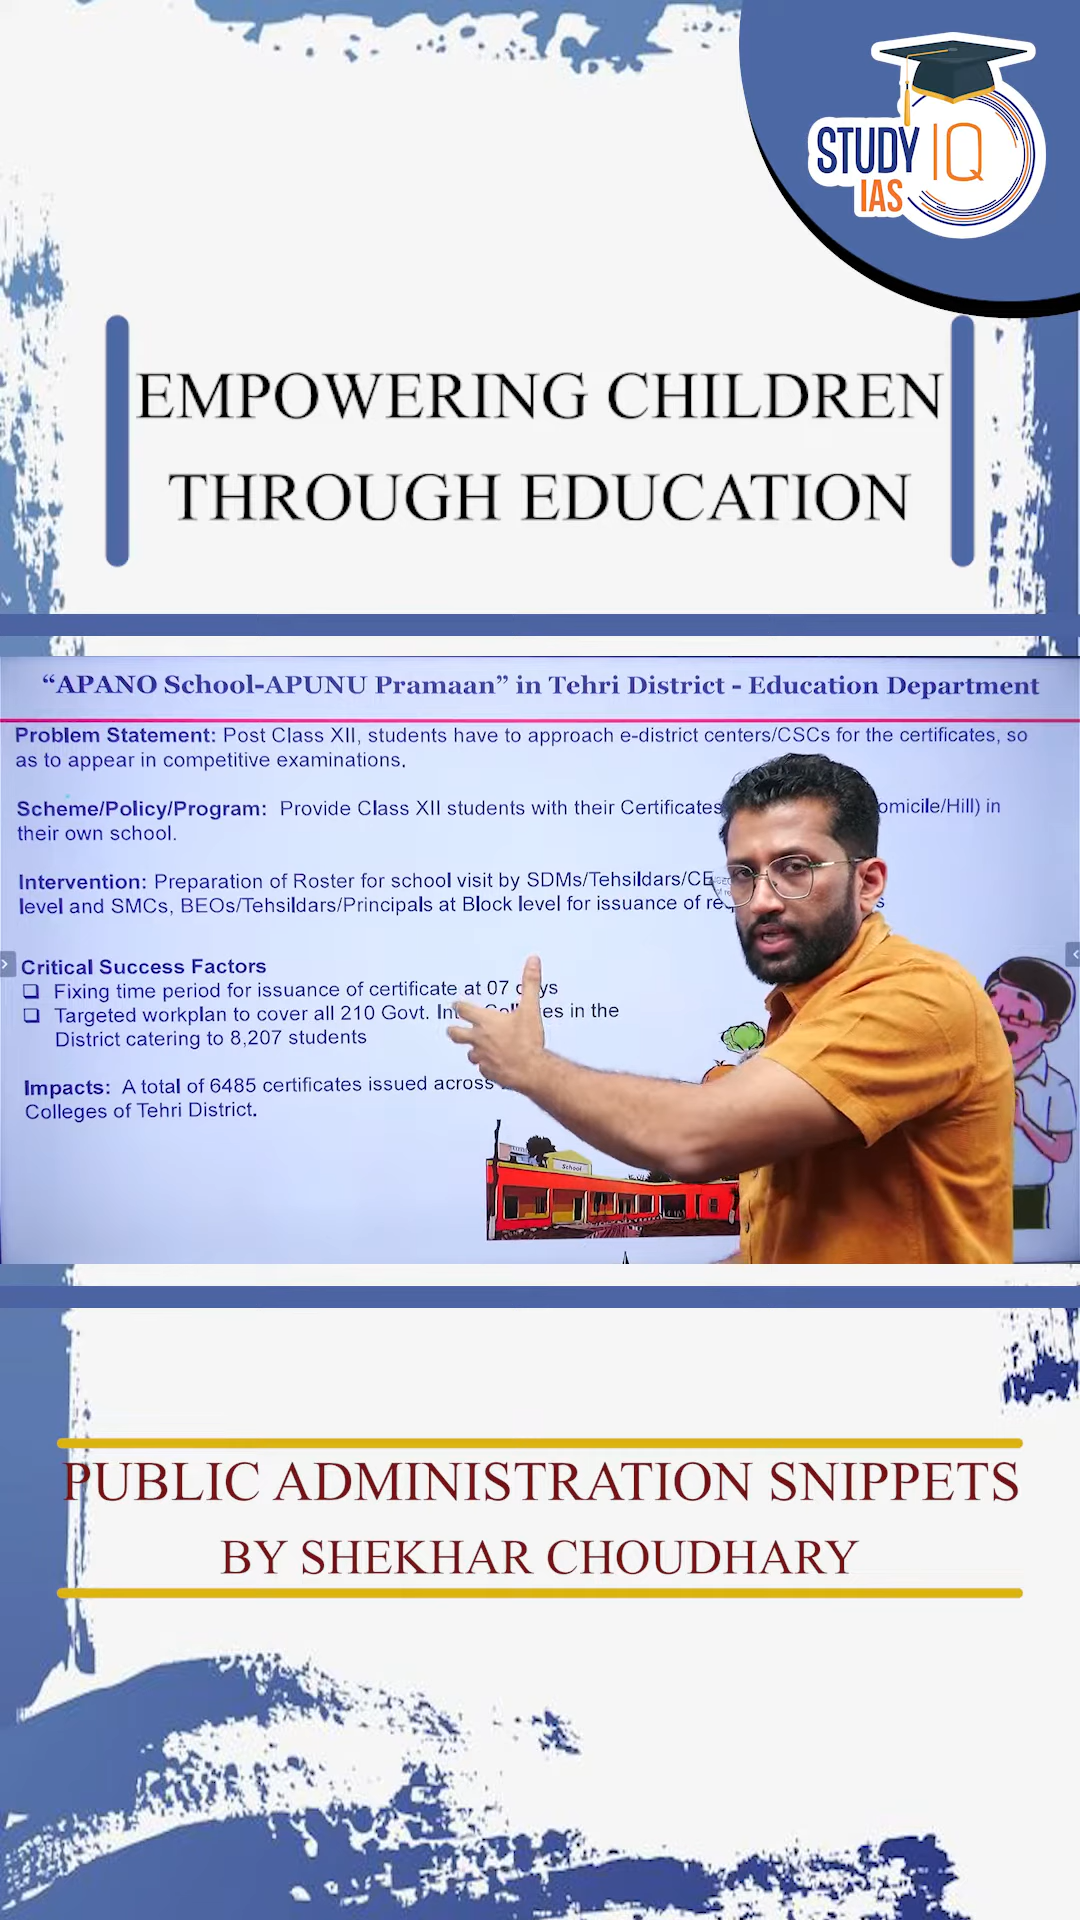 STUDY IQ
IAS
EMPOWERING CHILDREN
THROUGH EDUCATION
“APANO School-APUNU Pramaan” in Tehri District - Education Department
Problem Statement: Post Class XII, students have to approach e-district centers/CSCs for the certificates, so
as to appear in competitive examinations.
Scheme/Policy/Program: Provide Class XII students with their Certificates omicile/Hill) in
their own school.
Intervention: Preparation of Roster for school visit by SDMs/Tehsildars/CE
level and SMCs, BEOs/Tehsildars/Principals at Block level for issuance of
Critical Success Factors
❑ Fixing time period for issuance of certificate at 07 days
❑ Targeted workplan to cover all 210 Govt. Inter Colleges in the
District catering to 8,207 students
Impacts: A total of 6485 certificates issued across
Colleges of Tehri District.
School
PUBLIC ADMINISTRATION SNIPPETS
BY SHEKHAR CHOUDHARY